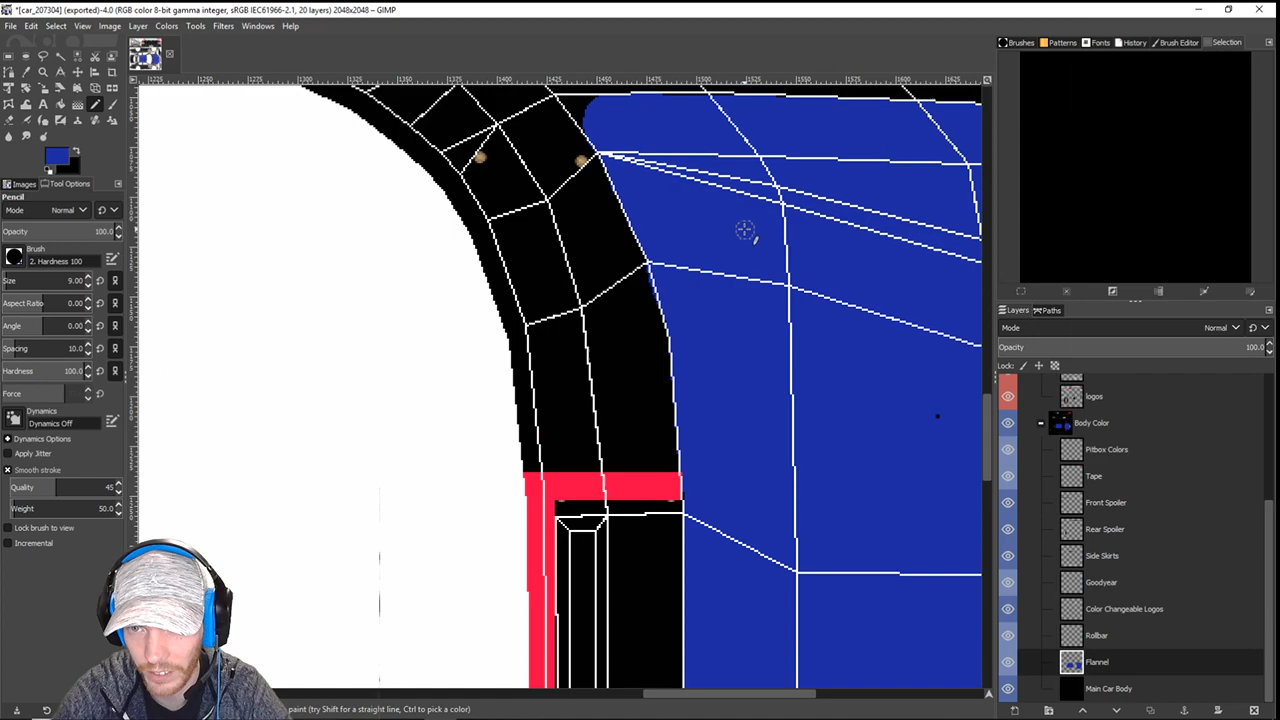 *[car_207304] (exported)-4.0 (RGB color 8-bit gamma integer, sRGB IEC61966-2.1, 20 layers) 2048x2048 – GIMP
File Edit Select View Image Layer Colors Tools Filters Windows Help
Brushes Patterns Fonts History Brush Editor Selection
Images Tool Options
Pencil
Mode Normal
Opacity 100.0
Brush
2. Hardness 100
Size 9.00
Aspect Ratio 0.00
Angle 0.00
Spacing 10.0
Hardness 100.0
Force
Dynamics
Dynamics Off
Dynamics Options
Apply Jitter
Smooth stroke
Quality 45
Weight 50.0
Lock brush to view
Incremental
Layers Paths
Mode Normal
Opacity 100.0
Lock:
logos
Body Color
Pitbox Colors
Tape
Front Spoiler
Rear Spoiler
Side Skirts
Goodyear
Color Changeable Logos
Rollbar
Flannel
Main Car Body
paint (try Shift for a straight line, Ctrl to pick a color)